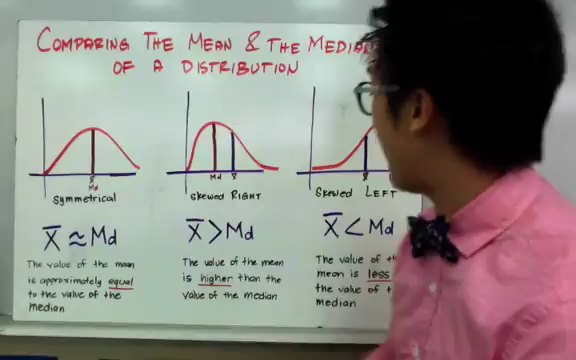 COMPARING THE MEAN & THE MEDIAN
OF A DISTRIBUTION
X̄
Md
Symmetrical
X̄ ≈ Md
The value of the mean
is approximately equal
to the value of the
median
Md X̄
Skewed RIGHT
X̄ > Md
The value of the mean
is higher than the
value of the median
X̄
Skewed LEFT
X̄ < Md
The value of
mean is less
the value of
median